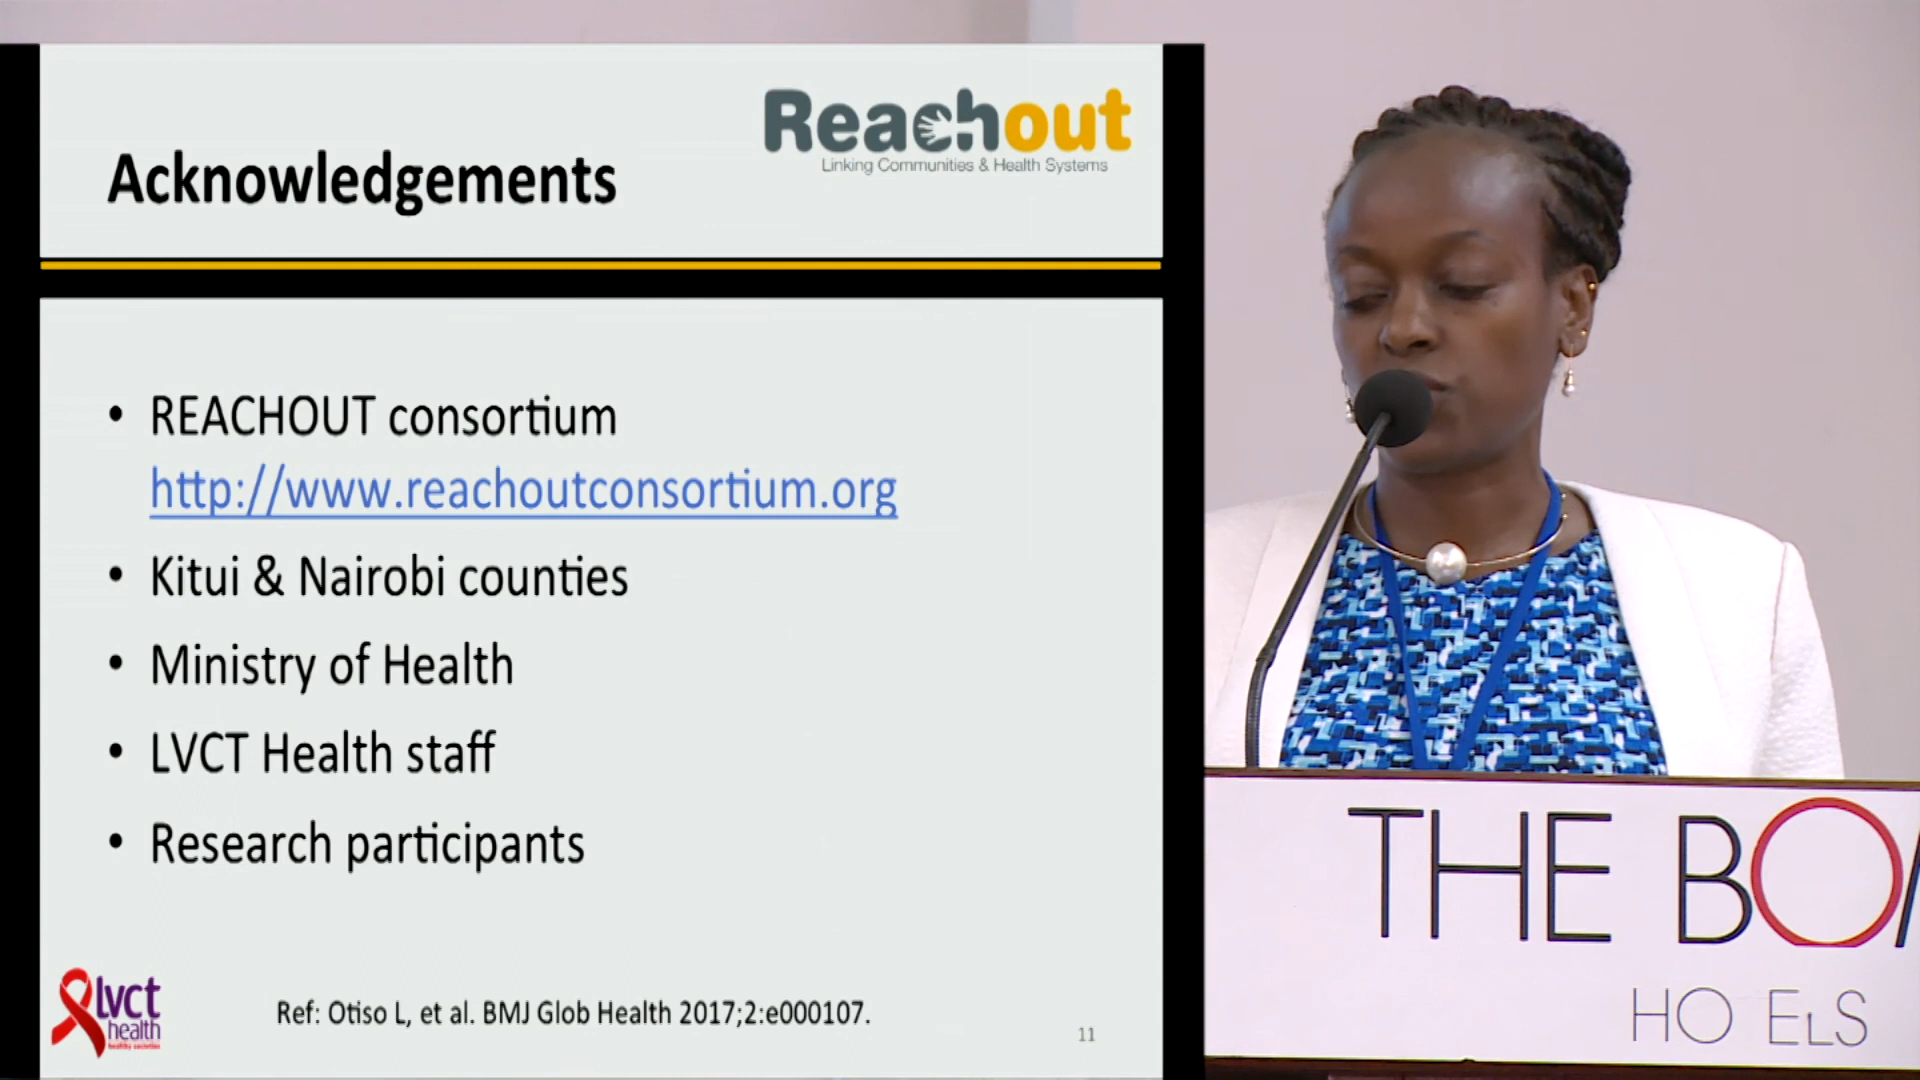 Acknowledgements
Reachout
Linking Communities & Health Systems
• REACHOUT consortium
http://www.reachoutconsortium.org
• Kitui & Nairobi counties
• Ministry of Health
• LVCT Health staff
• Research participants
lvct
health
Ref: Otiso L, et al. BMJ Glob Health 2017;2:e000107.
11
THE BO
HO ELS